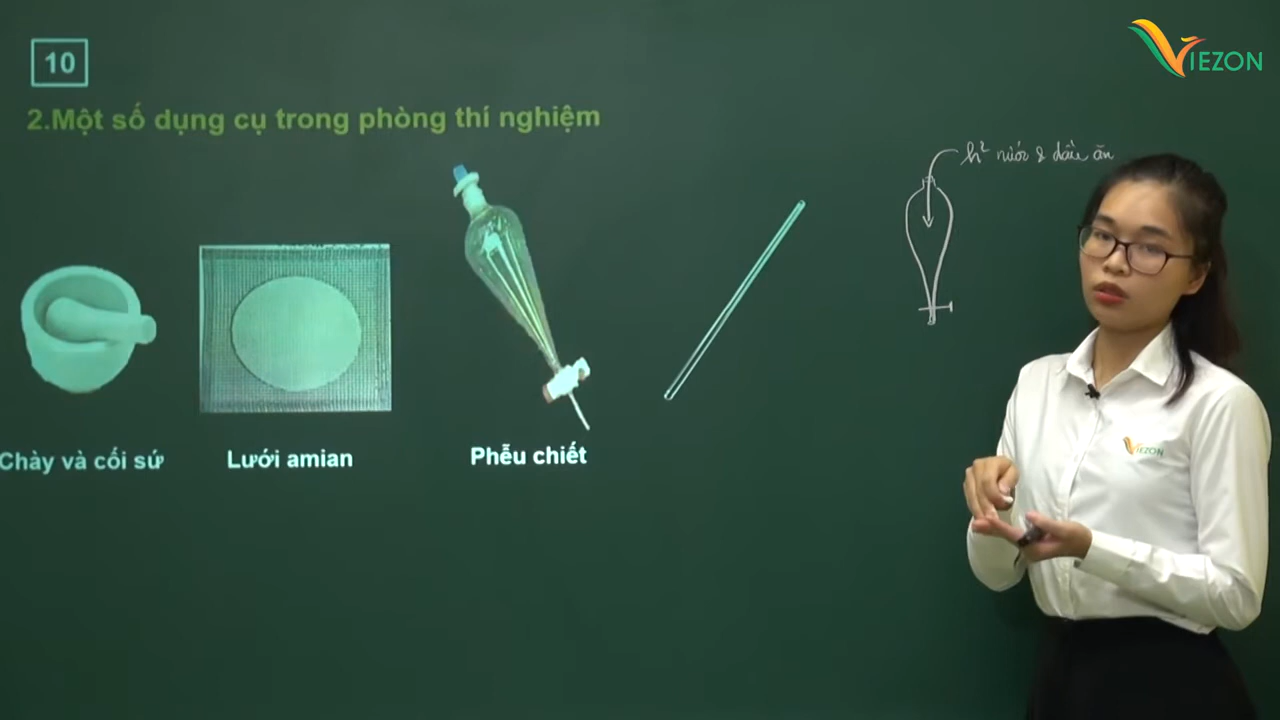 10
VIEZON
2.Một số dụng cụ trong phòng thí nghiệm
h² nước & dầu ăn
VIEZON
Chày và cối sứ
Lưới amian
Phễu chiết